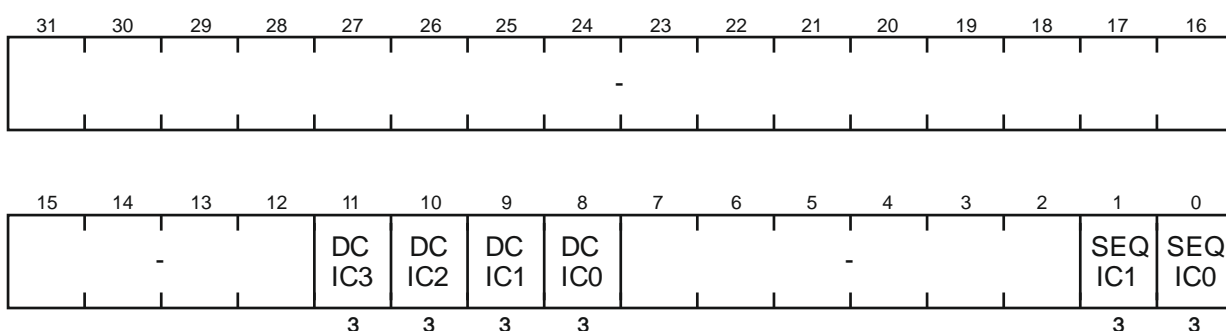 31 30 29 28 27 26 25 24 23 22 21 20 19 18 17 16
-
15 14 13 12 11 10 9 8 7 6 5 4 3 2 1 0
- DC IC3 DC IC2 DC IC1 DC IC0 - SEQ IC1 SEQ IC0
3 3 3 3 3 3